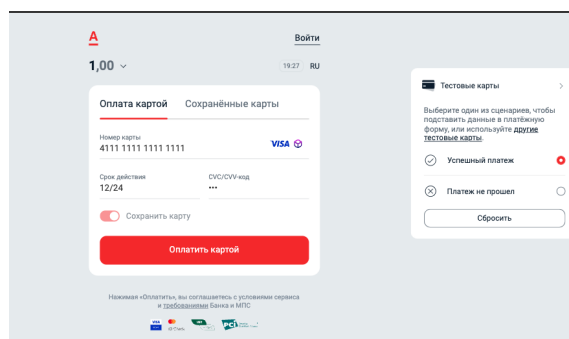 А
Войти
1,00
19:27 RU
Оплата картой Сохранённые карты
Номер карты
4111 1111 1111 1111
VISA
Срок действия
CVC/CVV-код
12/24
•••
Сохранить карту
Оплатить картой
Нажимая «Оплатить», вы соглашаетесь с условиями сервиса
и требованиями Банка и МПС
VISA
PCI
Тестовые карты
Выберите один из сценариев, чтобы
подставить данные в платёжную
форму, или используйте другие
тестовые карты.
Успешный платеж
Платеж не прошел
Сбросить